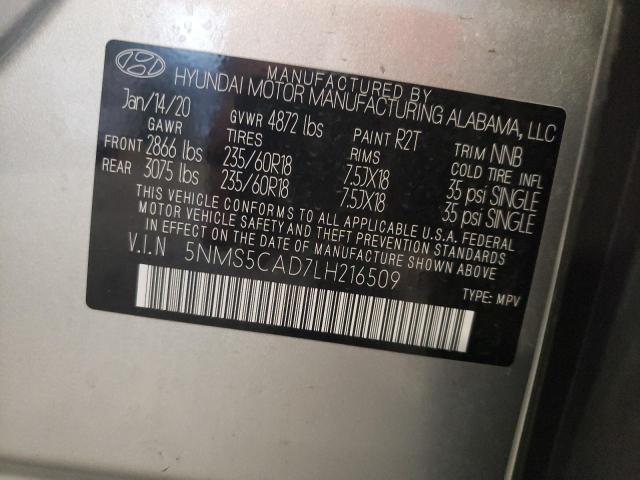 MANUFACTURED BY
HYUNDAI MOTOR MANUFACTURING ALABAMA, LLC
Jan/14/20 GVWR 4872 lbs PAINT R2T TRIM NNB
GAWR TIRES RIMS COLD TIRE INFL
FRONT 2866 lbs 235/60R18 7.5JX18 35 psi SINGLE
REAR 3075 lbs 235/60R18 7.5JX18 35 psi SINGLE
THIS VEHICLE CONFORMS TO ALL APPLICABLE U.S.A. FEDERAL
MOTOR VEHICLE SAFETY AND BUMPER STANDARDS
IN EFFECT ON THE DATE OF MANUFACTURE SHOWN ABOVE.
V.I.N 5NMS5CAD7LH216509
TYPE: MPV